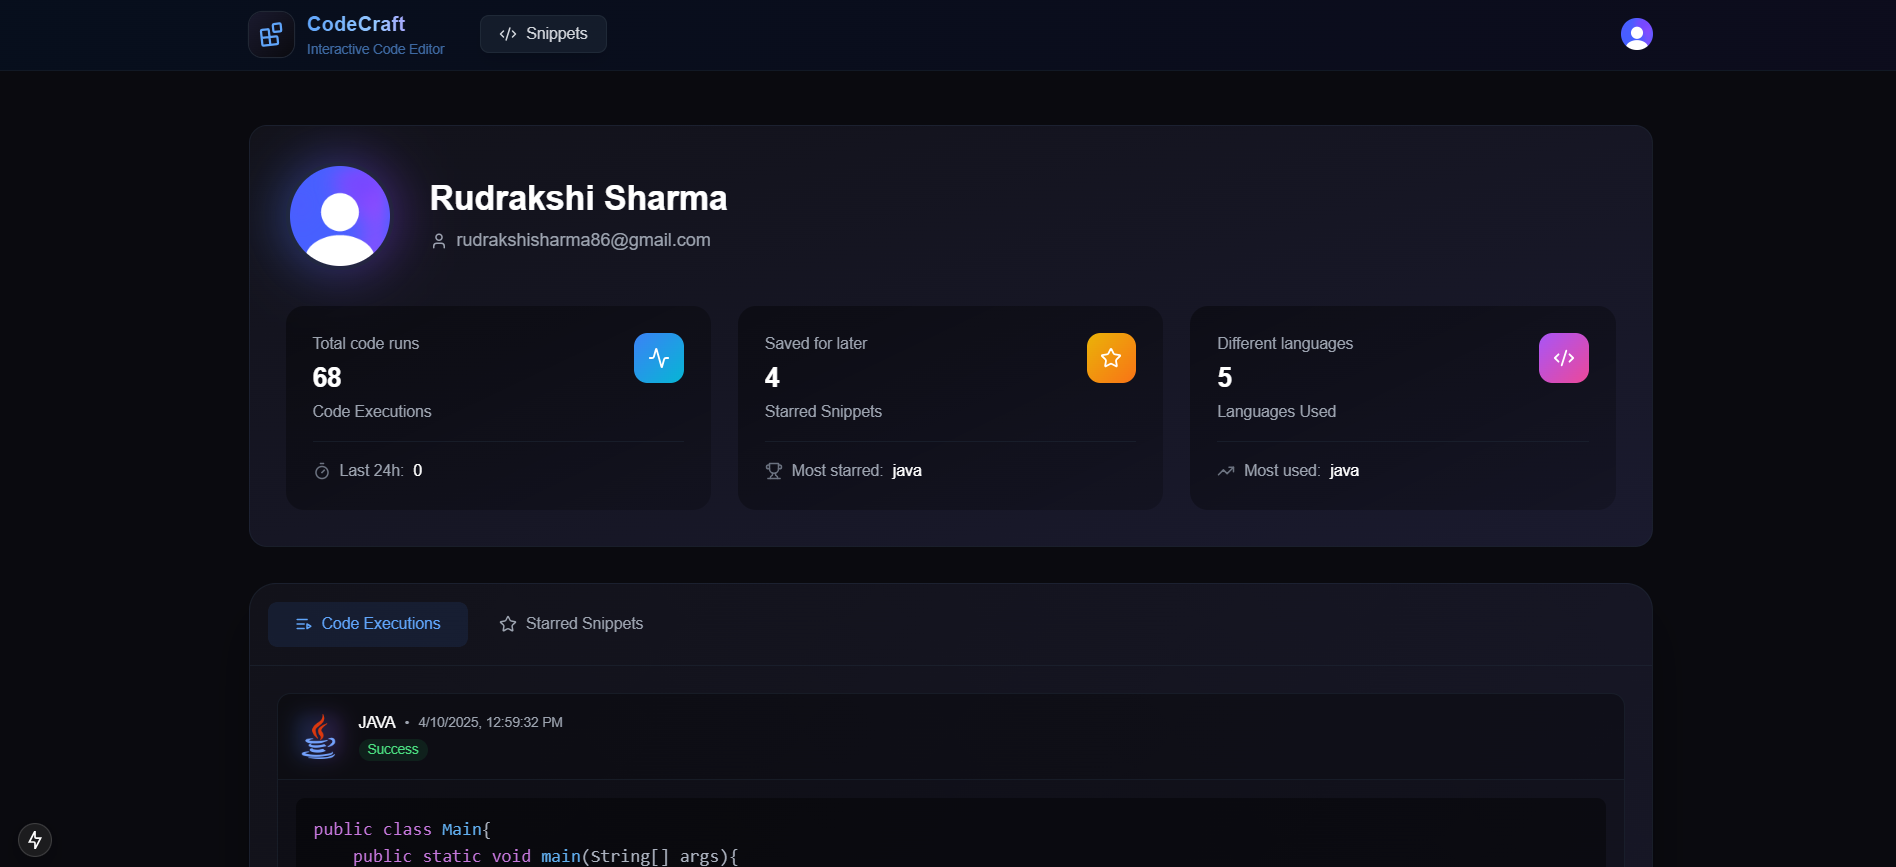 CodeCraft
Interactive Code Editor
</> Snippets
Rudrakshi Sharma
rudrakshisharma86@gmail.com
Total code runs
68
Code Executions
Last 24h: 0
Saved for later
4
Starred Snippets
Most starred: java
Different languages
5
Languages Used
Most used: java
Code Executions
Starred Snippets
JAVA • 4/10/2025, 12:59:32 PM
Success
public class Main{
    public static void main(String[] args){